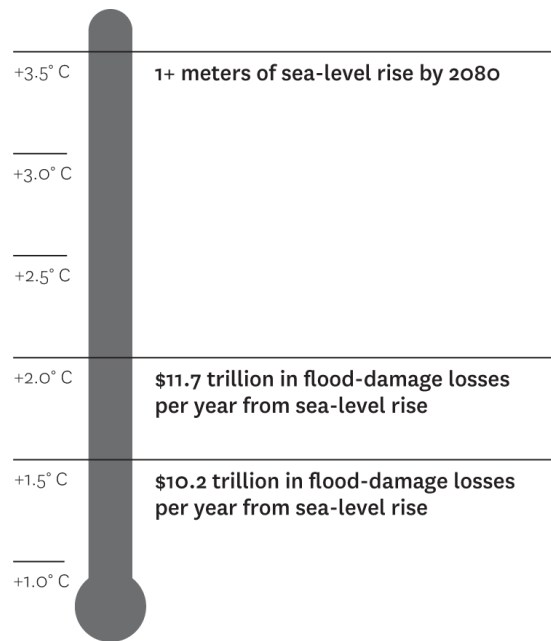 +3.5° C
1+ meters of sea-level rise by 2080
+3.0° C
+2.5° C
+2.0° C
$11.7 trillion in flood-damage losses
per year from sea-level rise
+1.5° C
$10.2 trillion in flood-damage losses
per year from sea-level rise
+1.0° C